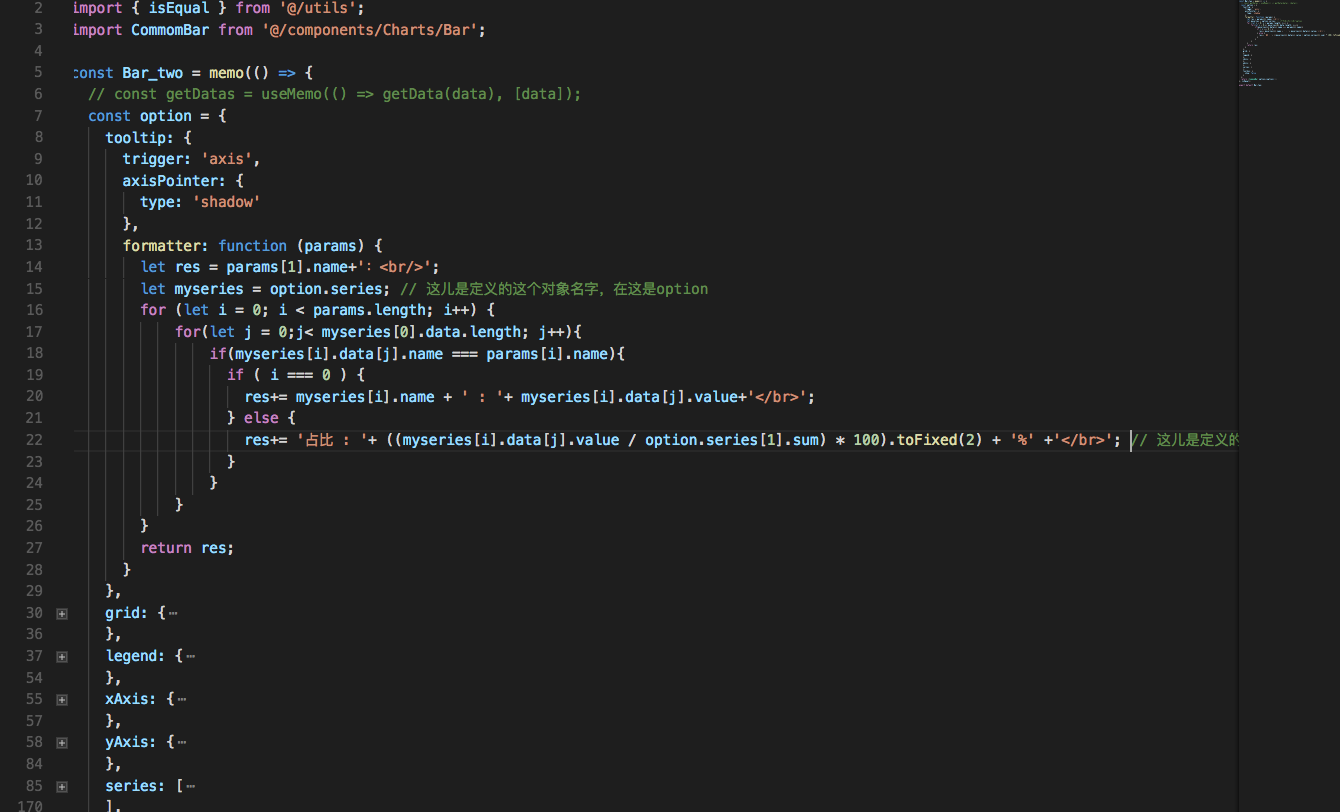 2 import { isEqual } from '@/utils';
3 import CommomBar from '@/components/Charts/Bar';
4
5 const Bar_two = memo(() => {
6 // const getDatas = useMemo(() => getData(data), [data]);
7 const option = {
8 tooltip: {
9 trigger: 'axis',
10 axisPointer: {
11 type: 'shadow'
12 },
13 formatter: function (params) {
14 let res = params[1].name+'：<br/>';
15 let myseries = option.series; // 这儿是定义的这个对象名字，在这是option
16 for (let i = 0; i < params.length; i++) {
17 for(let j = 0;j< myseries[0].data.length; j++){
18 if(myseries[i].data[j].name === params[i].name){
19 if ( i === 0 ) {
20 res+= myseries[i].name + ' : '+ myseries[i].data[j].value+'</br>';
21 } else {
22 res+= '占比 : '+ ((myseries[i].data[j].value / option.series[1].sum) * 100).toFixed(2) + '%' +'</br>'; // 这儿是定义的
23 }
24 }
25 }
26 }
27 return res;
28 }
29 },
30 grid: {⋯
36 },
37 legend: {⋯
54 },
55 xAxis: {⋯
57 },
58 yAxis: {⋯
84 },
85 series: [⋯
170 ],